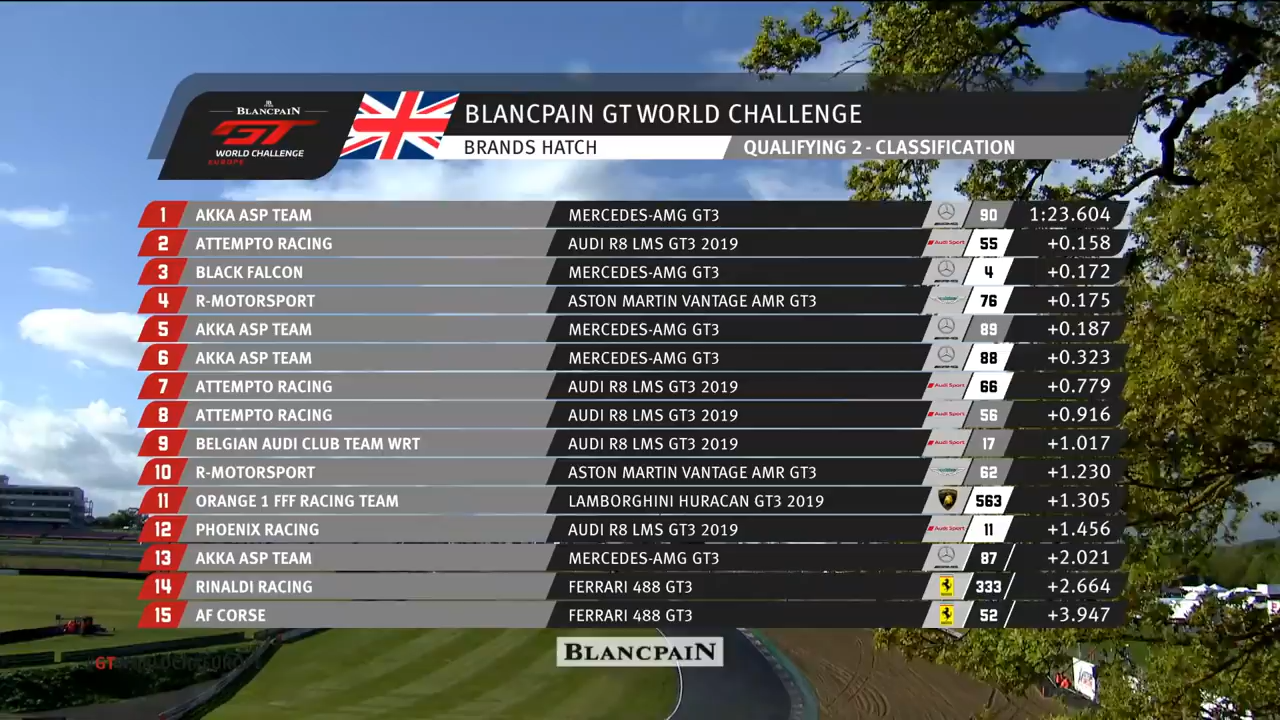 BLANCPAIN
GT
WORLD CHALLENGE
EUROPE
BLANCPAIN GT WORLD CHALLENGE
BRANDS HATCH QUALIFYING 2 - CLASSIFICATION
1 AKKA ASP TEAM MERCEDES-AMG GT3 90 1:23.604
2 ATTEMPTO RACING AUDI R8 LMS GT3 2019 Audi Sport 55 +0.158
3 BLACK FALCON MERCEDES-AMG GT3 4 +0.172
4 R-MOTORSPORT ASTON MARTIN VANTAGE AMR GT3 76 +0.175
5 AKKA ASP TEAM MERCEDES-AMG GT3 89 +0.187
6 AKKA ASP TEAM MERCEDES-AMG GT3 88 +0.323
7 ATTEMPTO RACING AUDI R8 LMS GT3 2019 Audi Sport 66 +0.779
8 ATTEMPTO RACING AUDI R8 LMS GT3 2019 Audi Sport 56 +0.916
9 BELGIAN AUDI CLUB TEAM WRT AUDI R8 LMS GT3 2019 Audi Sport 17 +1.017
10 R-MOTORSPORT ASTON MARTIN VANTAGE AMR GT3 62 +1.230
11 ORANGE 1 FFF RACING TEAM LAMBORGHINI HURACAN GT3 2019 563 +1.305
12 PHOENIX RACING AUDI R8 LMS GT3 2019 Audi Sport 11 +1.456
13 AKKA ASP TEAM MERCEDES-AMG GT3 87 +2.021
14 RINALDI RACING FERRARI 488 GT3 333 +2.664
15 AF CORSE FERRARI 488 GT3 52 +3.947
BLANCPAIN
GT